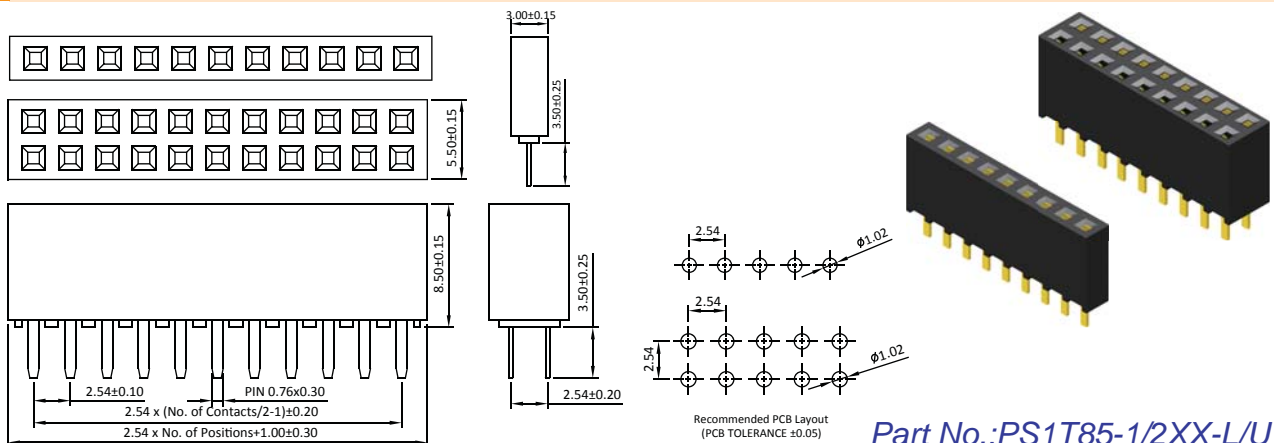 3.00±0.15
3.50±0.25
5.50±0.15
8.50±0.15
3.50±0.25
2.54±0.10
PIN 0.76x0.30
2.54 x (No. of Contacts/2-1)±0.20
2.54 x No. of Positions+1.00±0.30
2.54±0.20
2.54
ϕ1.02
2.54
2.54
ϕ1.02
Recommended PCB Layout
(PCB TOLERANCE ±0.05)
Part No.:PS1T85-1/2XX-L/U